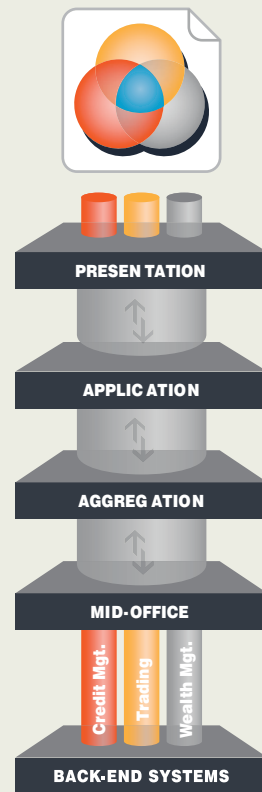 PRESEN TATION
APPLIC ATION
AGGREG ATION
MID-OFFICE
Credit Mgt.
Trading
Wealth Mgt.
BACK-END SYSTEMS